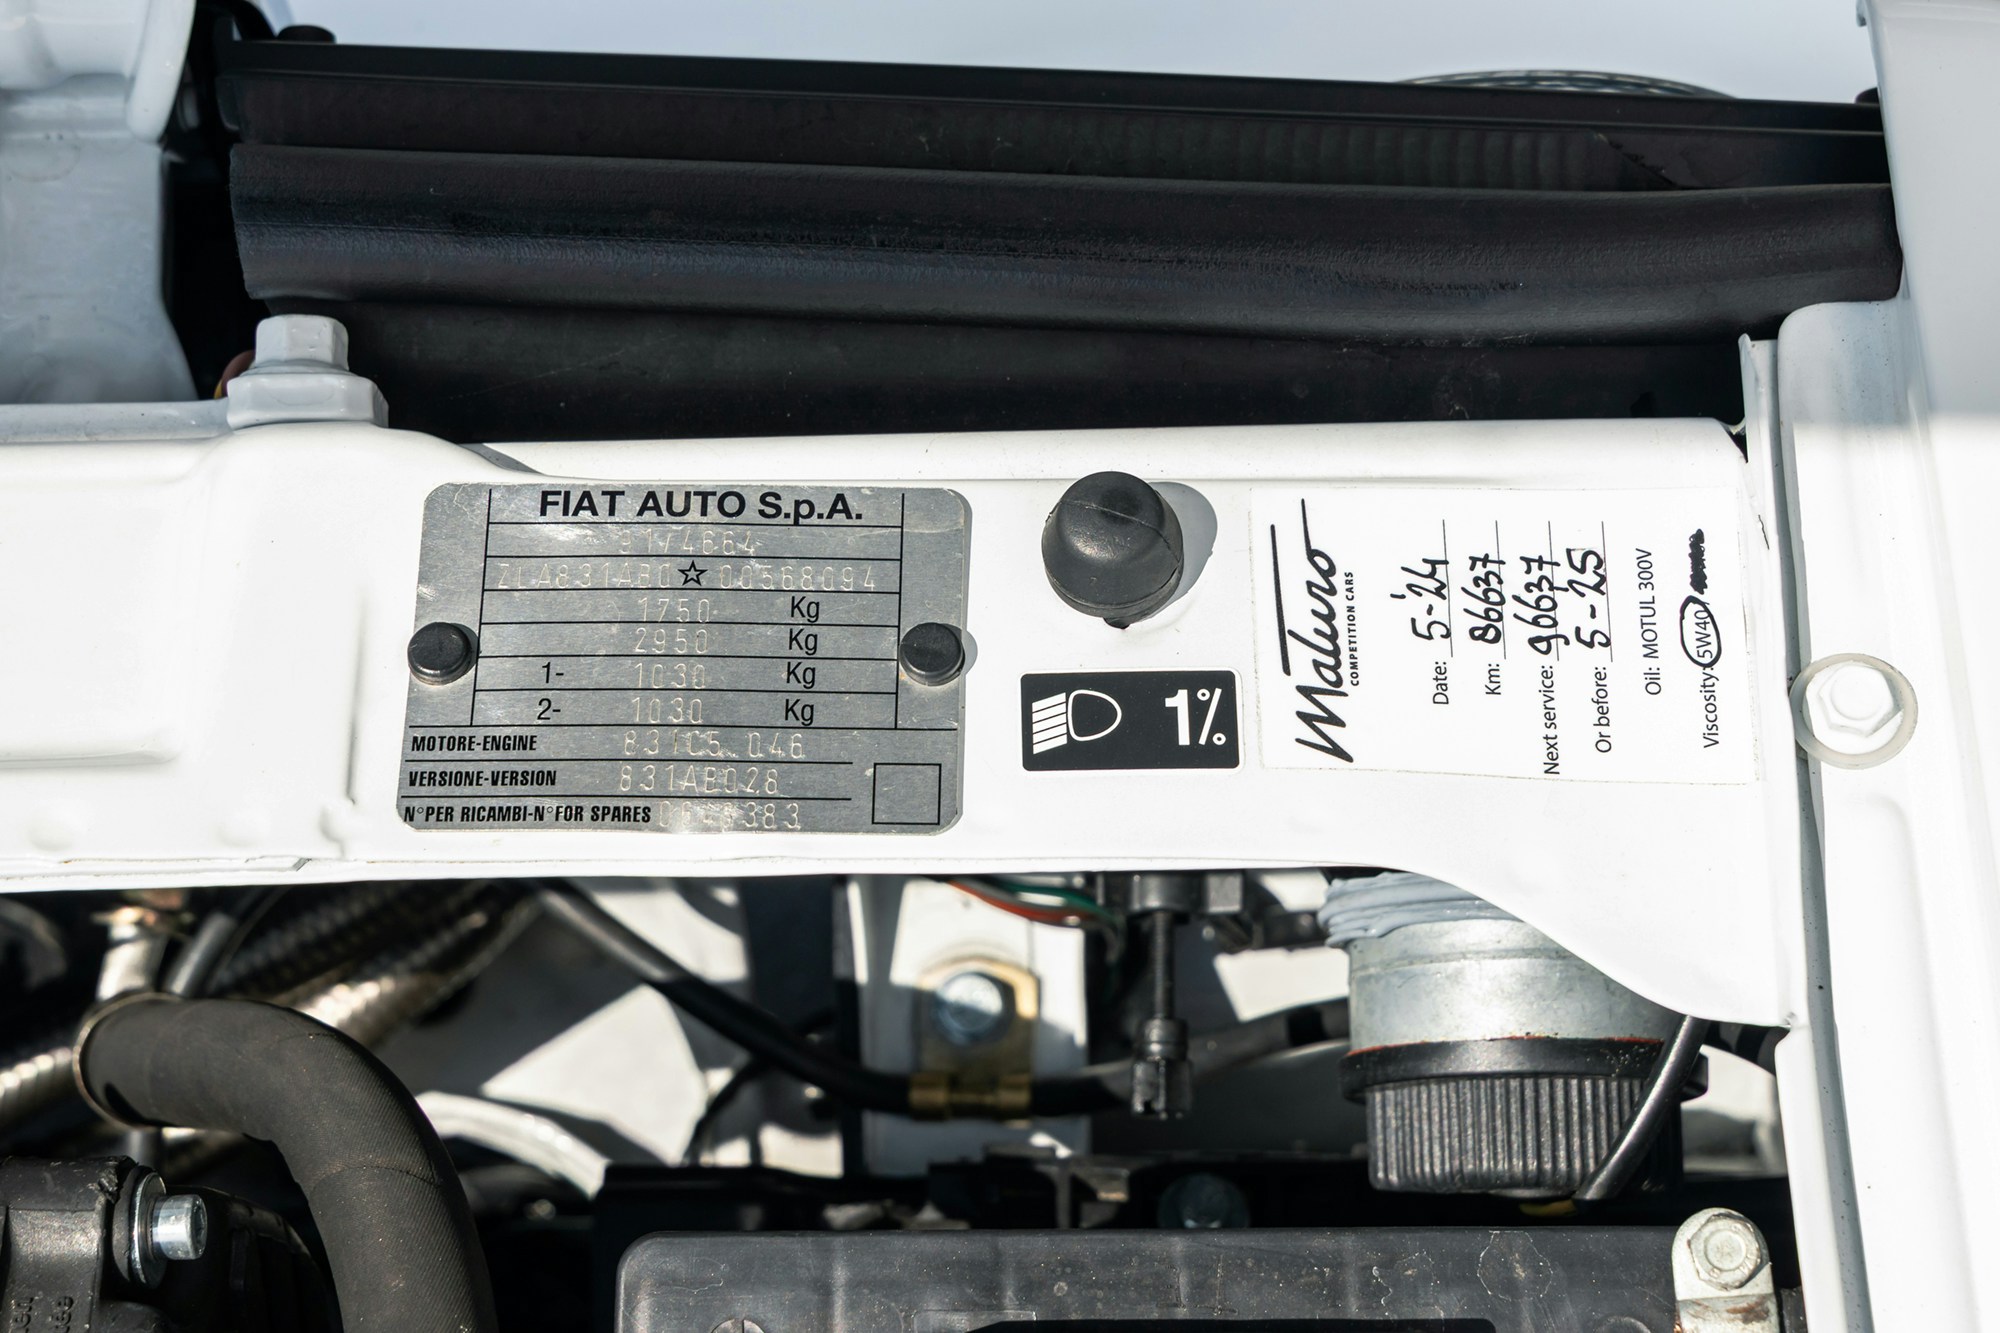 FIAT AUTO S.p.A.
91/4664
ZLA831AB0☆00568094
1750 Kg
2950 Kg
1- 1030 Kg
2- 1030 Kg
MOTORE-ENGINE 831C5.046
VERSIONE-VERSION 831AB028
N°PER RICAMBI-N°FOR SPARES
1%
Maturo
COMPETITION CARS
Date: 5-'24
Km: 86637
Next service: 96637
Or before: 5-25
Oil: MOTUL 300V
Viscosity: 5W40